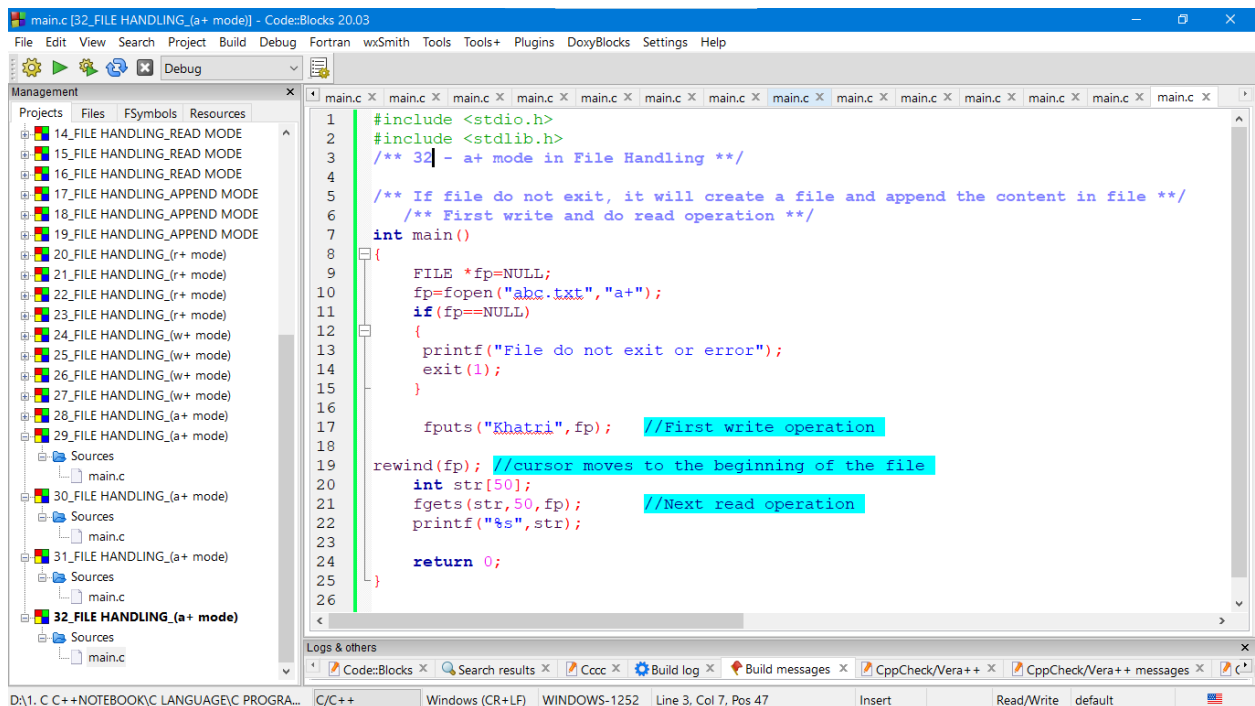 main.c [32_FILE HANDLING_(a+ mode)] - Code::Blocks 20.03
File Edit View Search Project Build Debug Fortran wxSmith Tools Tools+ Plugins DoxyBlocks Settings Help
Debug
Management
Projects Files FSymbols Resources
14_FILE HANDLING_READ MODE
15_FILE HANDLING_READ MODE
16_FILE HANDLING_READ MODE
17_FILE HANDLING_APPEND MODE
18_FILE HANDLING_APPEND MODE
19_FILE HANDLING_APPEND MODE
20_FILE HANDLING_(r+ mode)
21_FILE HANDLING_(r+ mode)
22_FILE HANDLING_(r+ mode)
23_FILE HANDLING_(r+ mode)
24_FILE HANDLING_(w+ mode)
25_FILE HANDLING_(w+ mode)
26_FILE HANDLING_(w+ mode)
27_FILE HANDLING_(w+ mode)
28_FILE HANDLING_(a+ mode)
29_FILE HANDLING_(a+ mode)
Sources
main.c
30_FILE HANDLING_(a+ mode)
Sources
main.c
31_FILE HANDLING_(a+ mode)
Sources
main.c
32_FILE HANDLING_(a+ mode)
Sources
main.c
main.c main.c main.c main.c main.c main.c main.c main.c main.c main.c main.c main.c main.c main.c
1 #include <stdio.h>
2 #include <stdlib.h>
3 /** 32 - a+ mode in File Handling **/
4
5 /** If file do not exit, it will create a file and append the content in file **/
6 /** First write and do read operation **/
7 int main()
8 {
9 FILE *fp=NULL;
10 fp=fopen("abc.txt","a+");
11 if(fp==NULL)
12 {
13 printf("File do not exit or error");
14 exit(1);
15 }
16
17 fputs("Khatri",fp); //First write operation
18
19 rewind(fp); //cursor moves to the beginning of the file
20 int str[50];
21 fgets(str,50,fp); //Next read operation
22 printf("%s",str);
23
24 return 0;
25 }
26
Logs & others
Code::Blocks Search results Cccc Build log Build messages CppCheck/Vera++ CppCheck/Vera++ messages
D:\1. C C++NOTEBOOK\C LANGUAGE\C PROGRA... C/C++ Windows (CR+LF) WINDOWS-1252 Line 3, Col 7, Pos 47 Insert Read/Write default